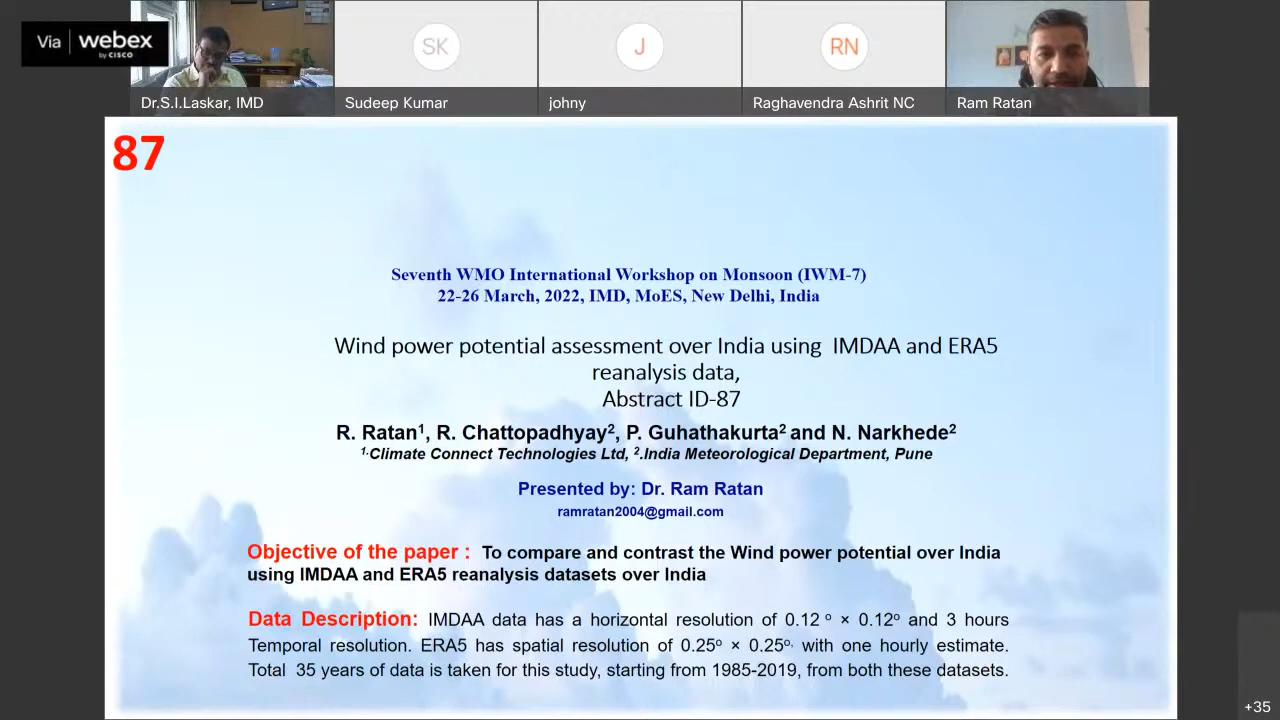 Via webex
by CISCO
SK
J
RN
Dr.S.I.Laskar, IMD
Sudeep Kumar
johny
Raghavendra Ashrit NC
Ram Ratan
87
Seventh WMO International Workshop on Monsoon (IWM-7)
22-26 March, 2022, IMD, MoES, New Delhi, India
Wind power potential assessment over India using IMDAA and ERA5
reanalysis data,
Abstract ID-87
R. Ratan¹, R. Chattopadhyay², P. Guhathakurta² and N. Narkhede²
¹·Climate Connect Technologies Ltd, ².India Meteorological Department, Pune
Presented by: Dr. Ram Ratan
ramratan2004@gmail.com
Objective of the paper : To compare and contrast the Wind power potential over India
using IMDAA and ERA5 reanalysis datasets over India
Data Description: IMDAA data has a horizontal resolution of 0.12 º × 0.12º and 3 hours
Temporal resolution. ERA5 has spatial resolution of 0.25º × 0.25º· with one hourly estimate.
Total 35 years of data is taken for this study, starting from 1985-2019, from both these datasets.
+35